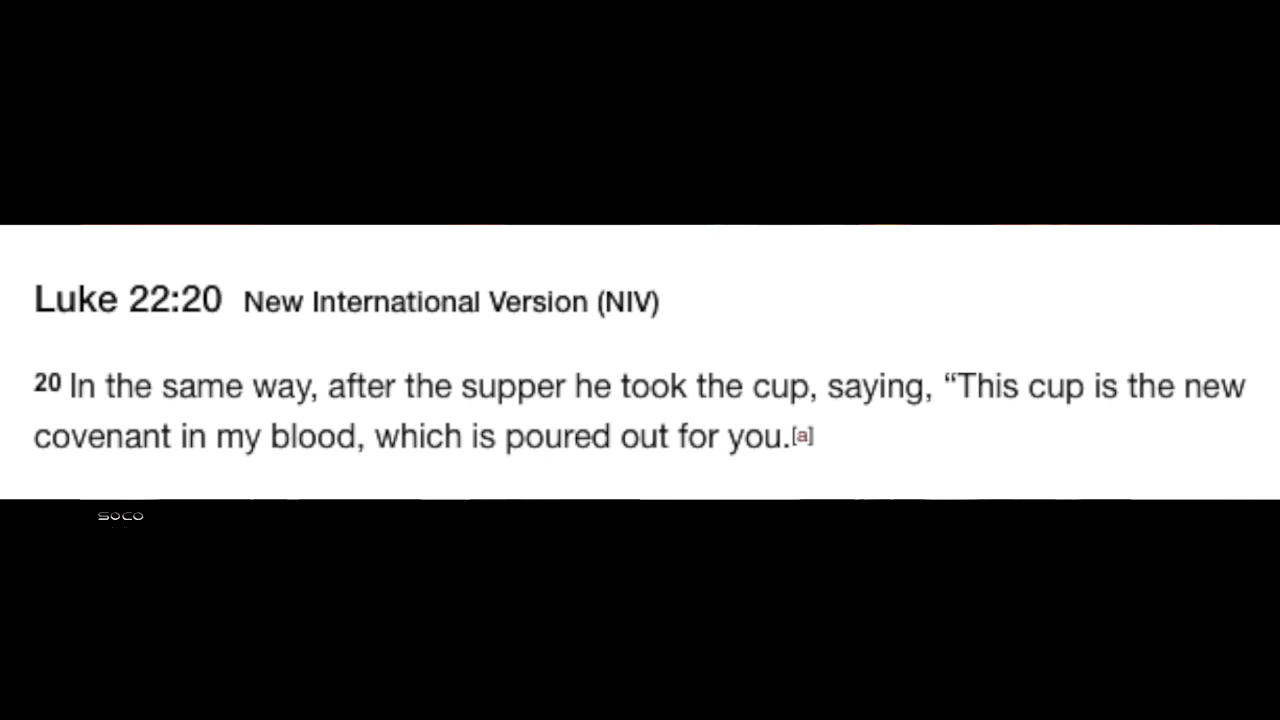 Luke 22:20 New International Version (NIV)
20 In the same way, after the supper he took the cup, saying, “This cup is the new
covenant in my blood, which is poured out for you.[a]
SOCO